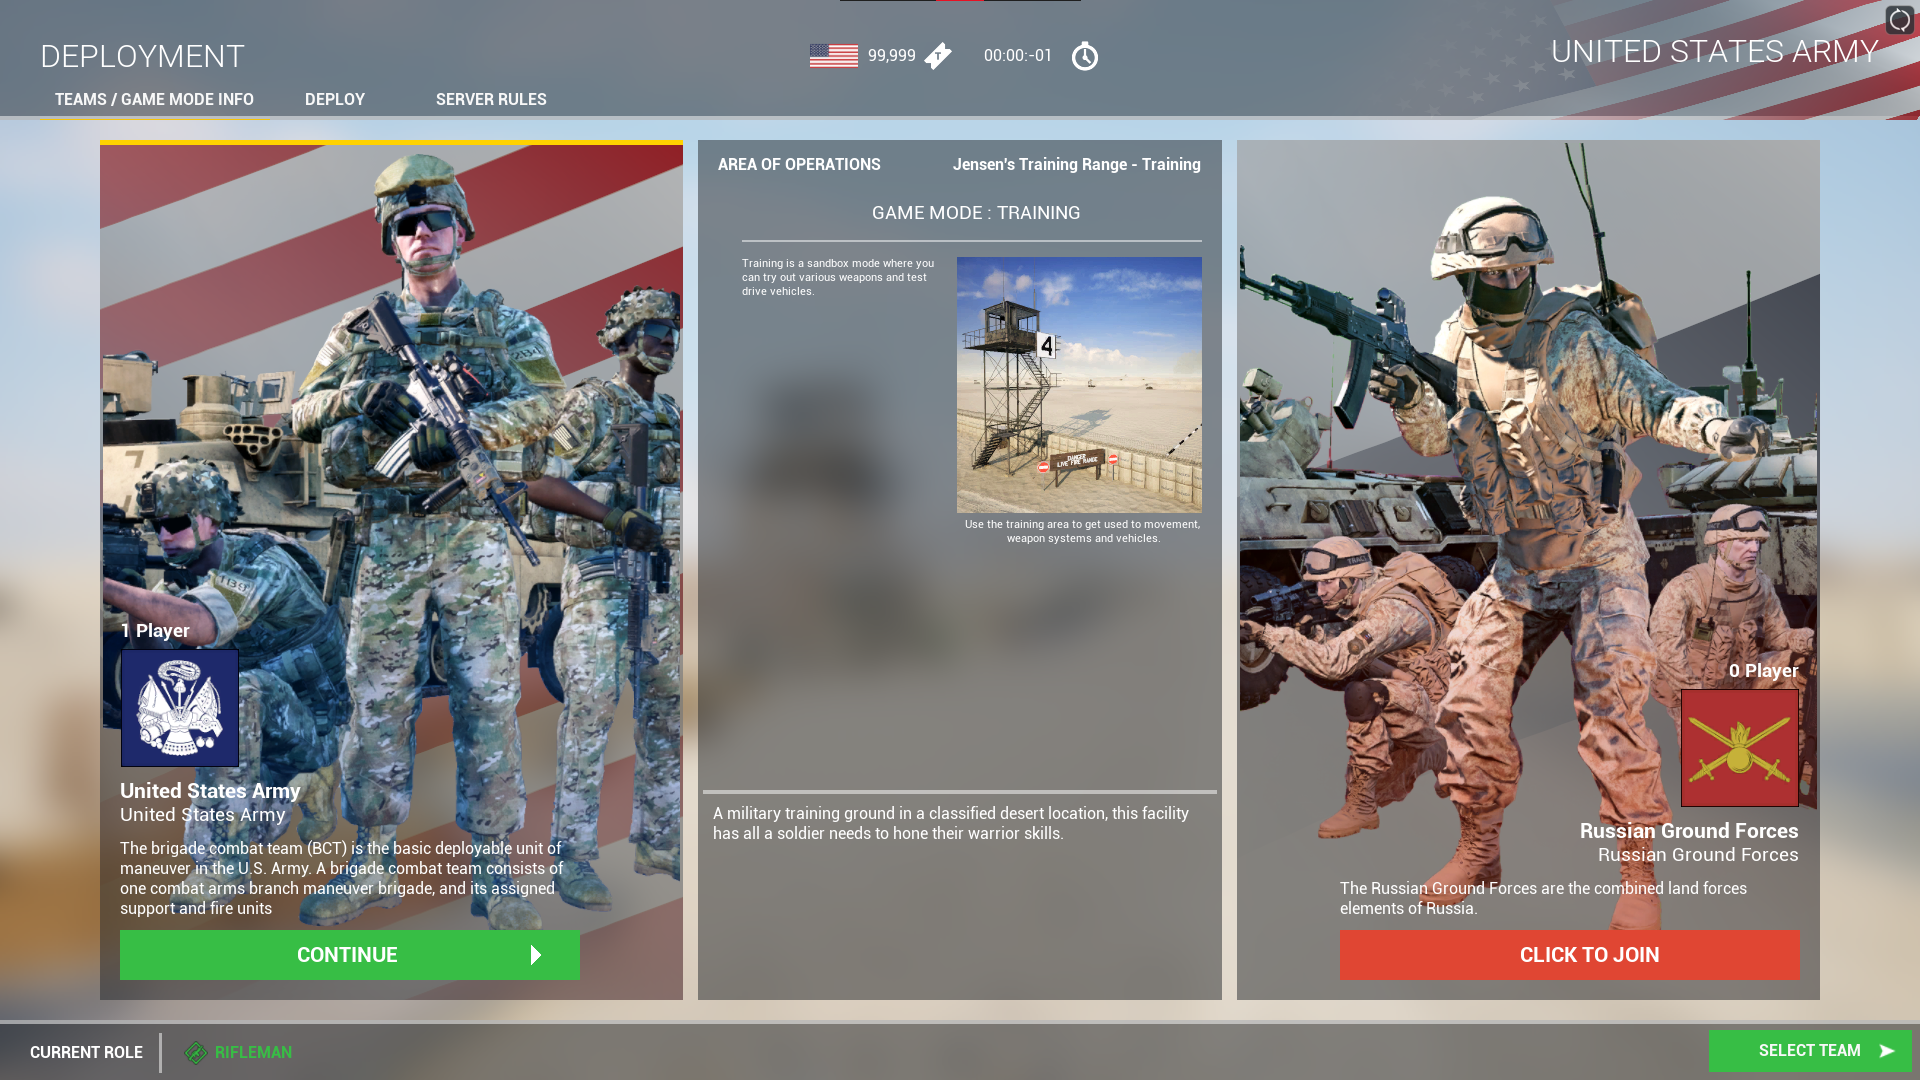 DEPLOYMENT
99,999
T
00:00:-01
UNITED STATES ARMY
TEAMS / GAME MODE INFO
DEPLOY
SERVER RULES
AREA OF OPERATIONS
Jensen's Training Range - Training
GAME MODE : TRAINING
Training is a sandbox mode where you
can try out various weapons and test
drive vehicles.
4
DANGER
LIVE FIRE RANGE
Use the training area to get used to movement,
weapon systems and vehicles.
A military training ground in a classified desert location, this facility
has all a soldier needs to hone their warrior skills.
1 Player
United States Army
United States Army
The brigade combat team (BCT) is the basic deployable unit of
maneuver in the U.S. Army. A brigade combat team consists of
one combat arms branch maneuver brigade, and its assigned
support and fire units
CONTINUE
0 Player
Russian Ground Forces
Russian Ground Forces
The Russian Ground Forces are the combined land forces
elements of Russia.
CLICK TO JOIN
CURRENT ROLE
RIFLEMAN
SELECT TEAM